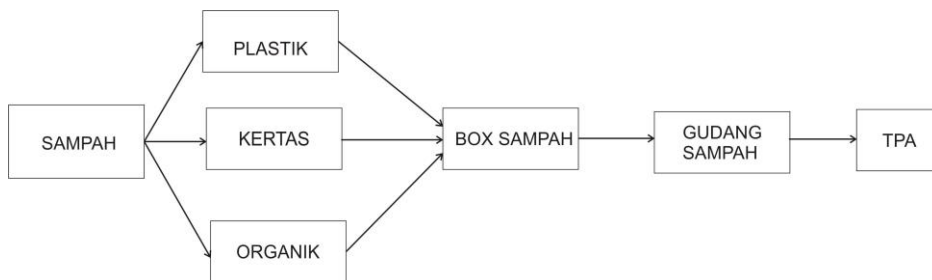 SAMPAH
PLASTIK
KERTAS
ORGANIK
BOX SAMPAH
GUDANG
SAMPAH
TPA